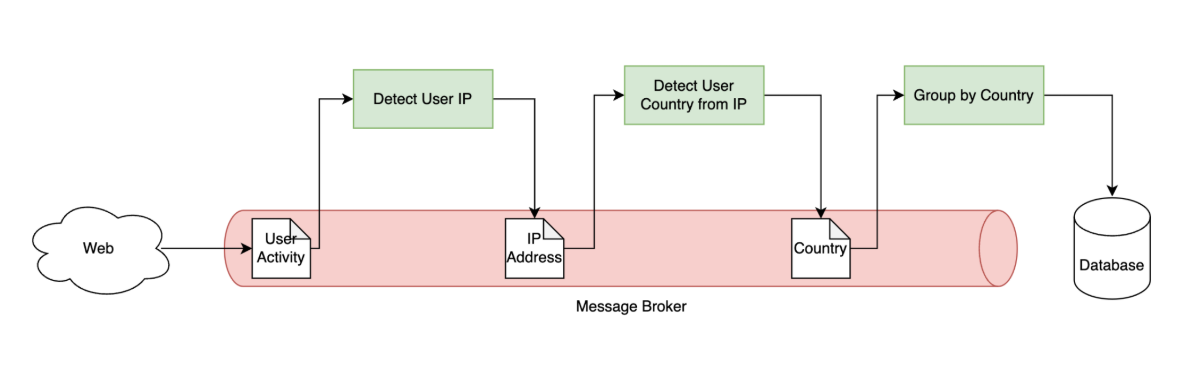 Detect User IP
Detect User
Country from IP
Group by Country
Web
User
Activity
IP
Address
Country
Database
Message Broker